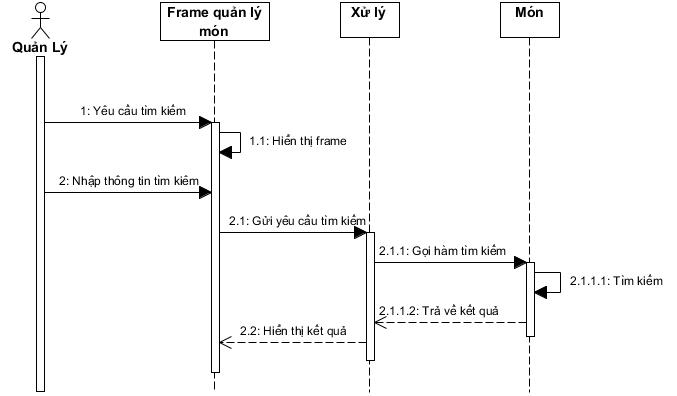 Quản Lý
Frame quản lý
món
Xử lý
Món
1: Yêu cầu tìm kiếm
1.1: Hiển thị frame
2: Nhập thông tin tìm kiếm
2.1: Gửi yêu cầu tìm kiếm
2.1.1: Gọi hàm tìm kiếm
2.1.1.1: Tìm kiếm
2.1.1.2: Trả về kết quả
2.2: Hiển thị kết quả